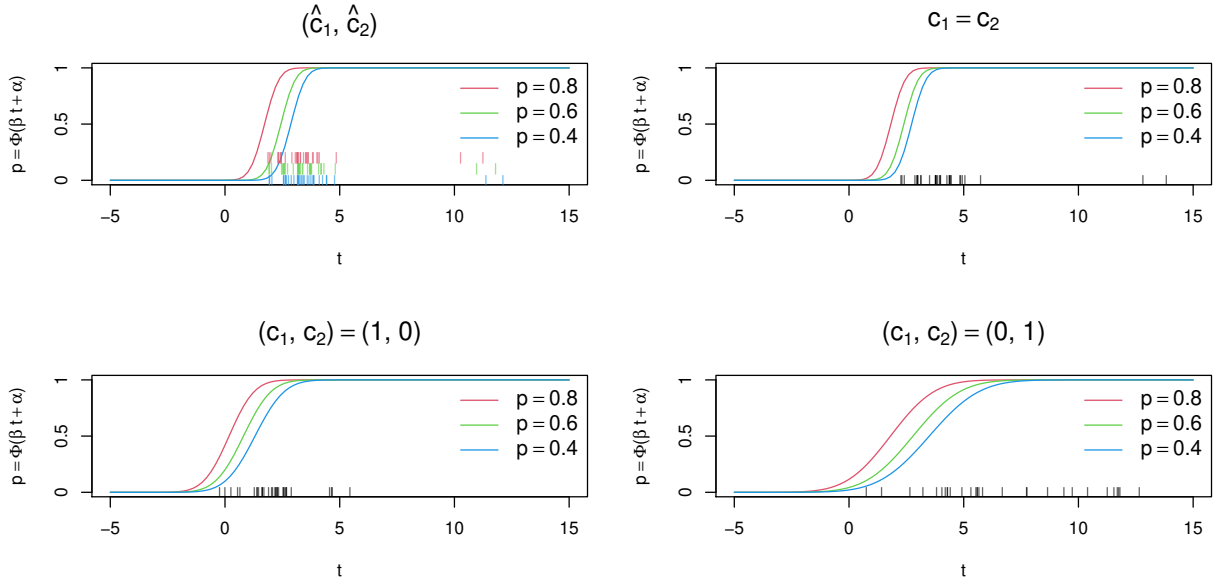 (ĉ₁, ĉ₂)
p = Φ(β t + α)
1
0.5
0
p = 0.8
p = 0.6
p = 0.4
−5 0 5 10 15
t
c₁ = c₂
p = Φ(β t + α)
1
0.5
0
p = 0.8
p = 0.6
p = 0.4
−5 0 5 10 15
t
(c₁, c₂) = (1, 0)
p = Φ(β t + α)
1
0.5
0
p = 0.8
p = 0.6
p = 0.4
−5 0 5 10 15
t
(c₁, c₂) = (0, 1)
p = Φ(β t + α)
1
0.5
0
p = 0.8
p = 0.6
p = 0.4
−5 0 5 10 15
t